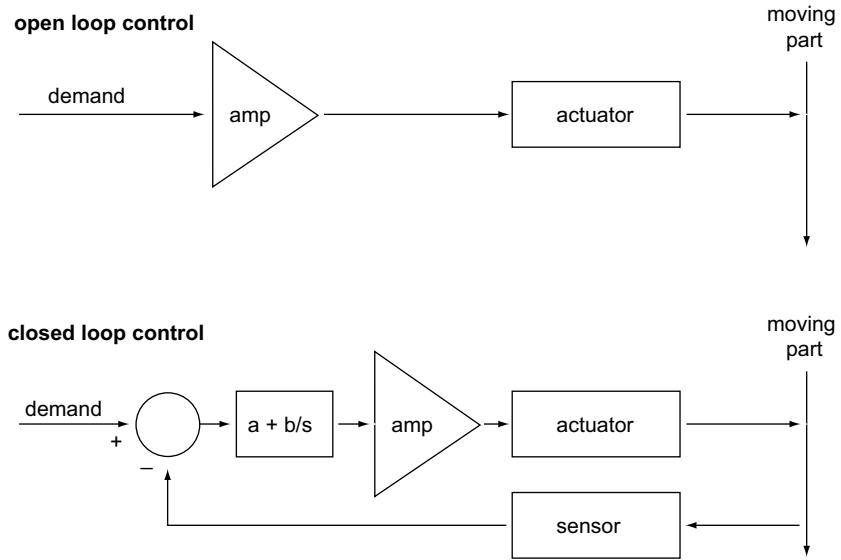 open loop control
moving
part
demand
amp
actuator
closed loop control
moving
part
demand
+
–
a + b/s
amp
actuator
sensor